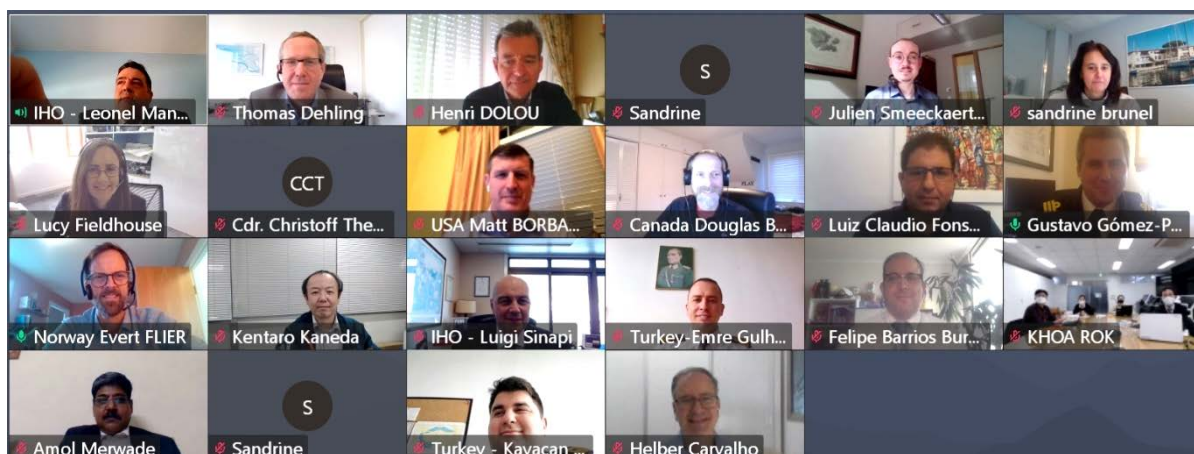 IHO - Leonel Man...
Thomas Dehling
Henri DOLOU
S
Sandrine
Julien Smeeckaert...
sandrine brunel
Lucy Fieldhouse
CCT
Cdr. Christoff The...
USA Matt BORBA...
Canada Douglas B...
Luiz Claudio Fons...
Gustavo Gómez-P...
Norway Evert FLIER
Kentaro Kaneda
IHO - Luigi Sinapi
Turkey-Emre Gulh...
Felipe Barrios Bur...
KHOA ROK
Amol Merwade
S
Sandrine
Turkey - Kavacan ...
Helber Carvalho